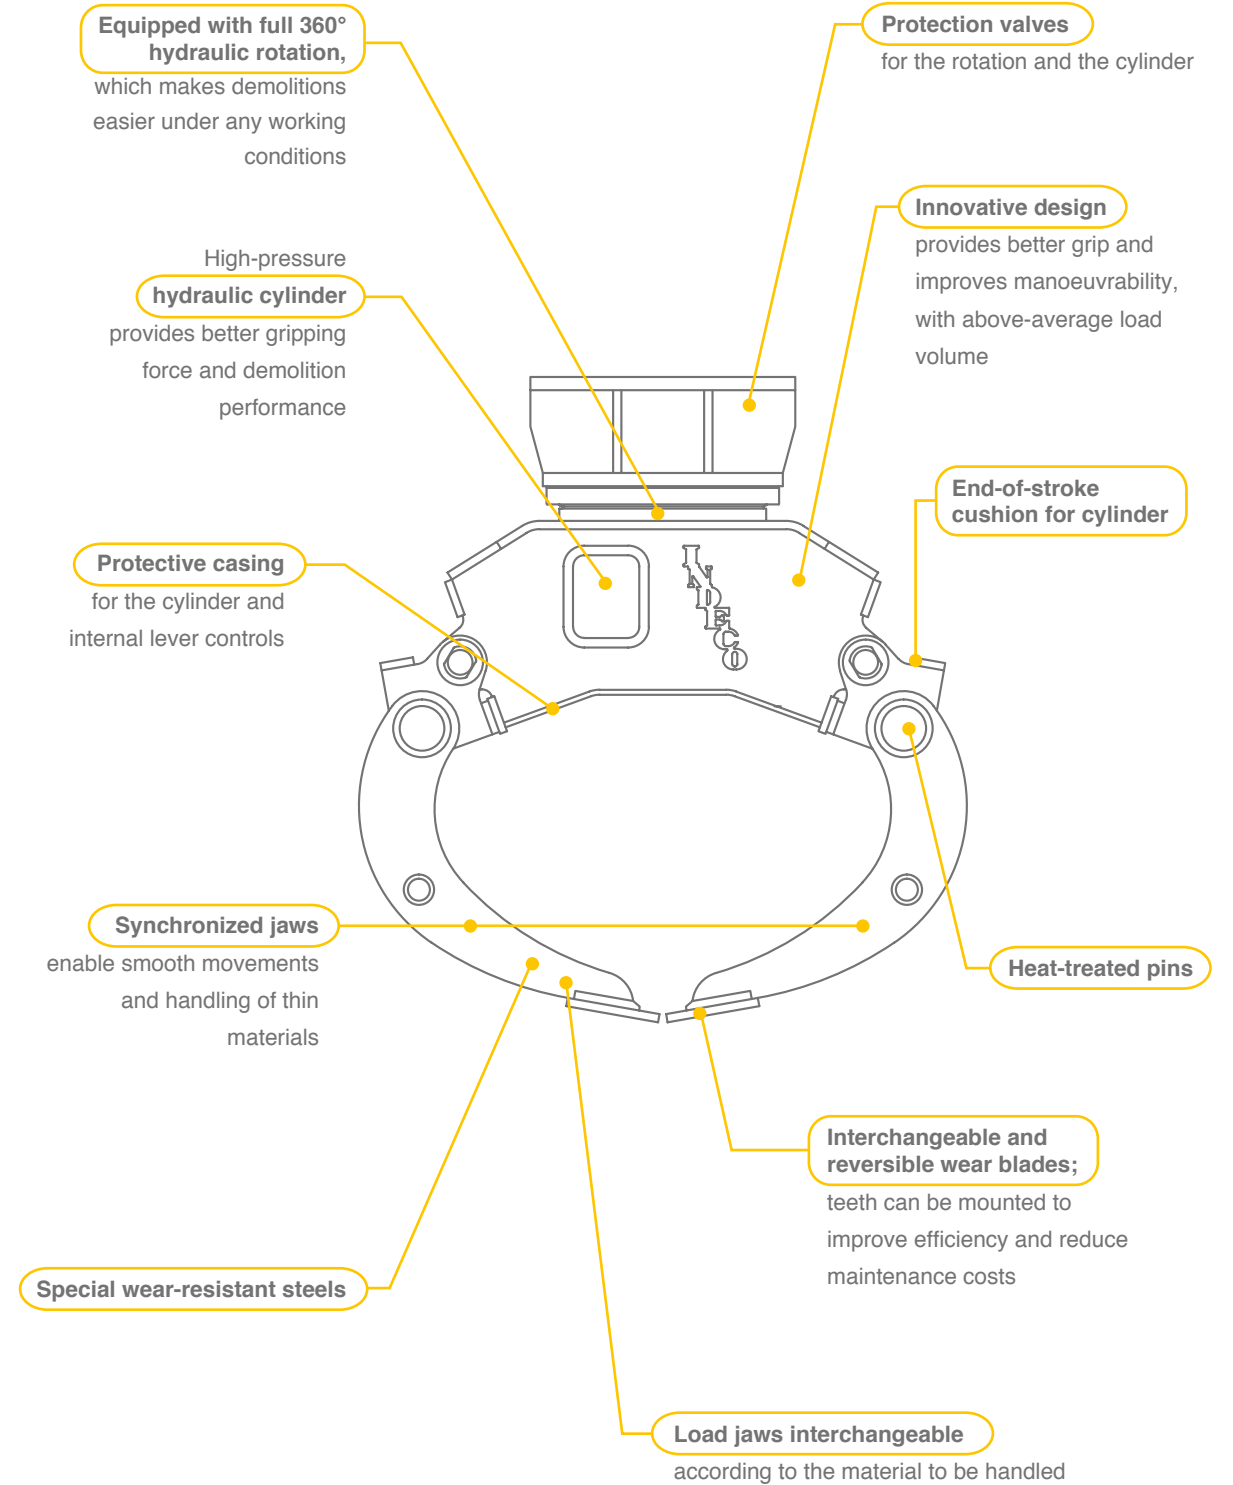 Equipped with full 360°
hydraulic rotation,
which makes demolitions
easier under any working
conditions
Protection valves
for the rotation and the cylinder
Innovative design
provides better grip and
improves manoeuvrability,
with above-average load
volume
High-pressure
hydraulic cylinder
provides better gripping
force and demolition
performance
End-of-stroke
cushion for cylinder
Protective casing
for the cylinder and
internal lever controls
INDECO
Synchronized jaws
enable smooth movements
and handling of thin
materials
Heat-treated pins
Interchangeable and
reversible wear blades;
teeth can be mounted to
improve efficiency and reduce
maintenance costs
Special wear-resistant steels
Load jaws interchangeable
according to the material to be handled